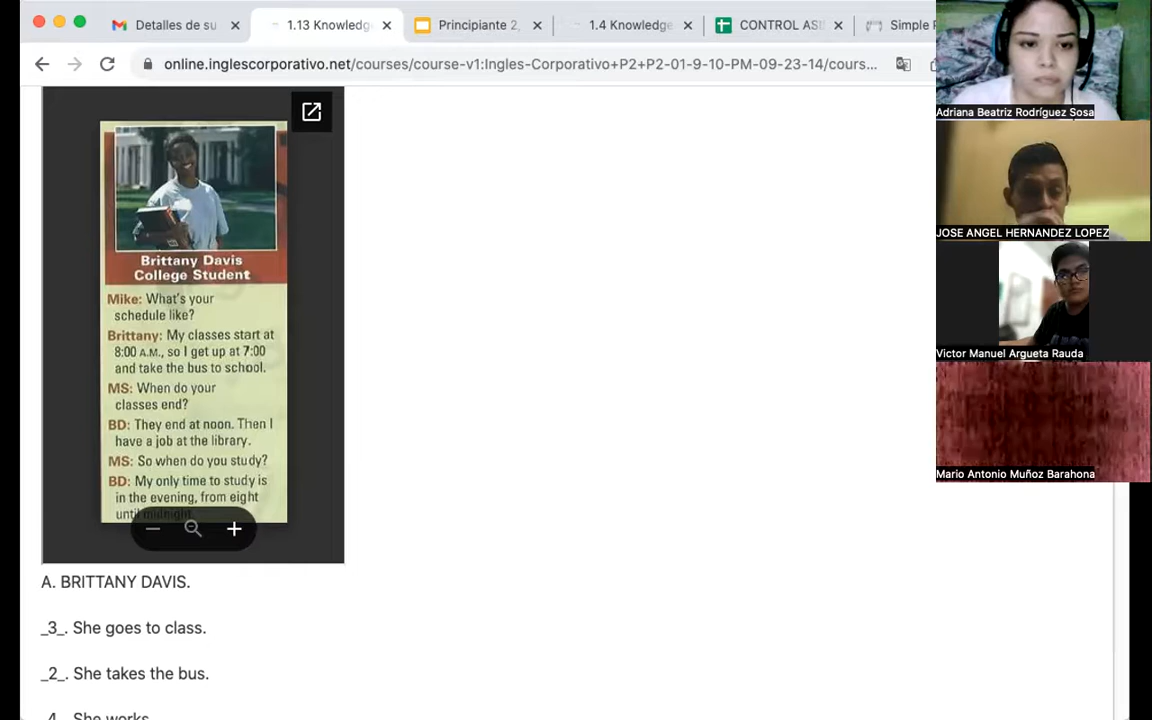 Detalles de su
1.13 Knowledg
Principiante 2,
1.4 Knowledge
CONTROL ASI
Simple P
online.inglescorporativo.net/courses/course-v1:Ingles-Corporativo+P2+P2-01-9-10-PM-09-23-14/cours...
Brittany Davis
College Student
Mike: What's your
schedule like?
Brittany: My classes start at
8:00 A.M., so I get up at 7:00
and take the bus to school.
MS: When do your
classes end?
BD: They end at noon. Then I
have a job at the library.
MS: So when do you study?
BD: My only time to study is
in the evening, from eight
until midnight.
A. BRITTANY DAVIS.
_3_. She goes to class.
_2_. She takes the bus.
_4_. She works.
Adriana Beatriz Rodríguez Sosa
JOSE ANGEL HERNANDEZ LOPEZ
Victor Manuel Argueta Rauda
Mario Antonio Muñoz Barahona